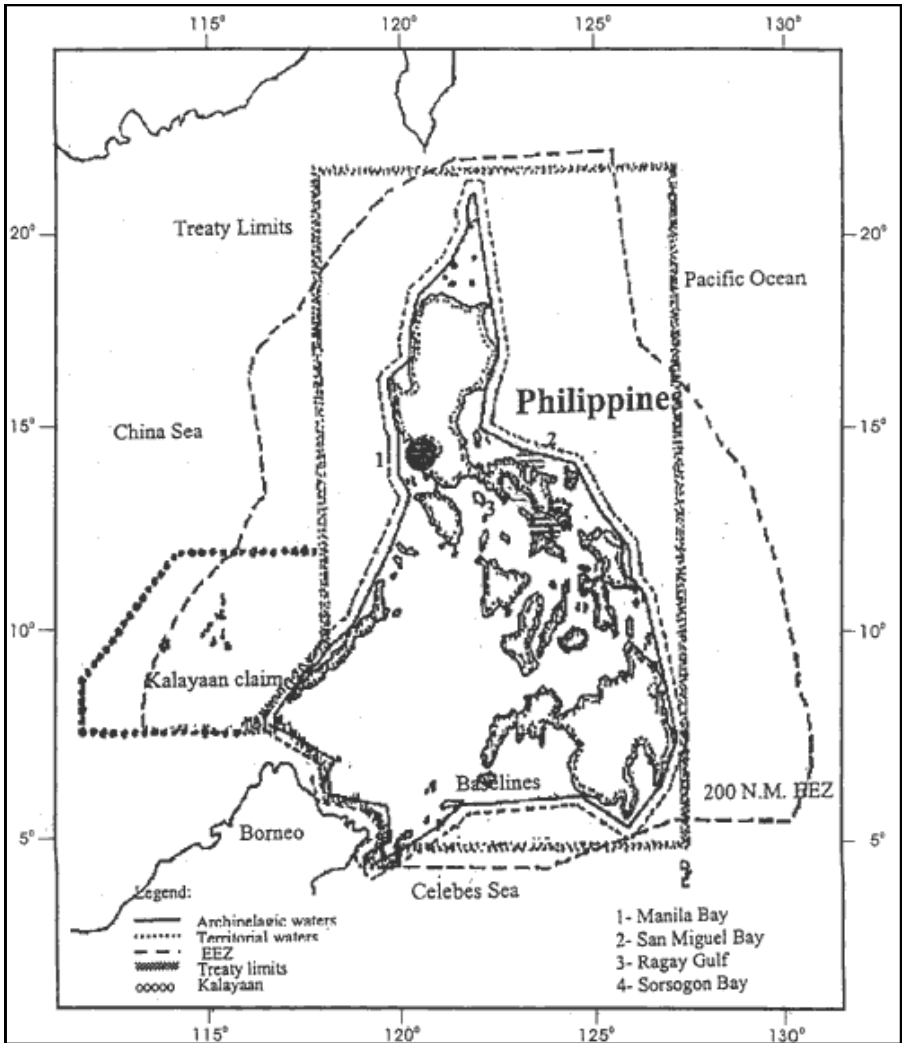 115° 120° 125° 130°
Treaty Limits
20° 20°
Pacific Ocean
Philippines
China Sea
15° 15°
2
1
10° 10°
Kalayaan claim
Baselines
200 N.M. EEZ
Borneo
5° 5°
Celebes Sea
Legend:
Archipelagic waters
Territorial waters
EEZ
Treaty limits
Kalayaan
1- Manila Bay
2- San Miguel Bay
3- Ragay Gulf
4- Sorsogon Bay
115° 120° 125° 130°